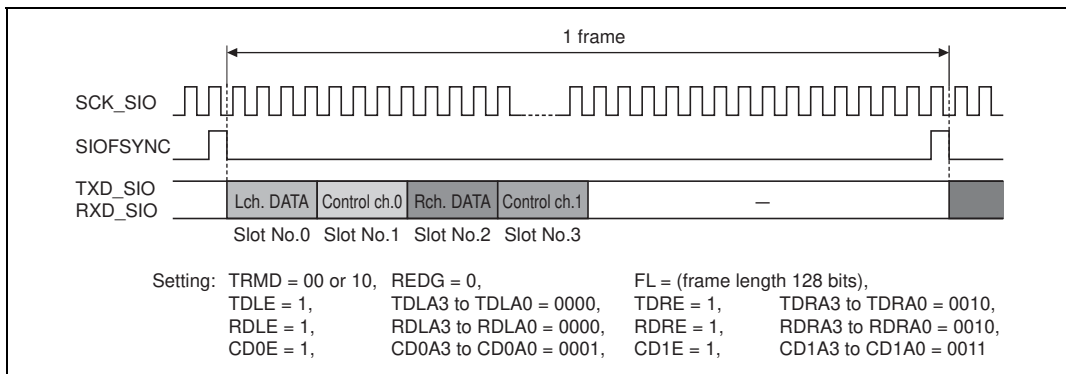 1 frame
SCK_SIO
SIOFSYNC
TXD_SIO
RXD_SIO
Lch. DATA Control ch.0 Rch. DATA Control ch.1 —
Slot No.0 Slot No.1 Slot No.2 Slot No.3
Setting: TRMD = 00 or 10, REDG = 0, FL = (frame length 128 bits),
TDLE = 1, TDLA3 to TDLA0 = 0000, TDRE = 1, TDRA3 to TDRA0 = 0010,
RDLE = 1, RDLA3 to RDLA0 = 0000, RDRE = 1, RDRA3 to RDRA0 = 0010,
CD0E = 1, CD0A3 to CD0A0 = 0001, CD1E = 1, CD1A3 to CD1A0 = 0011